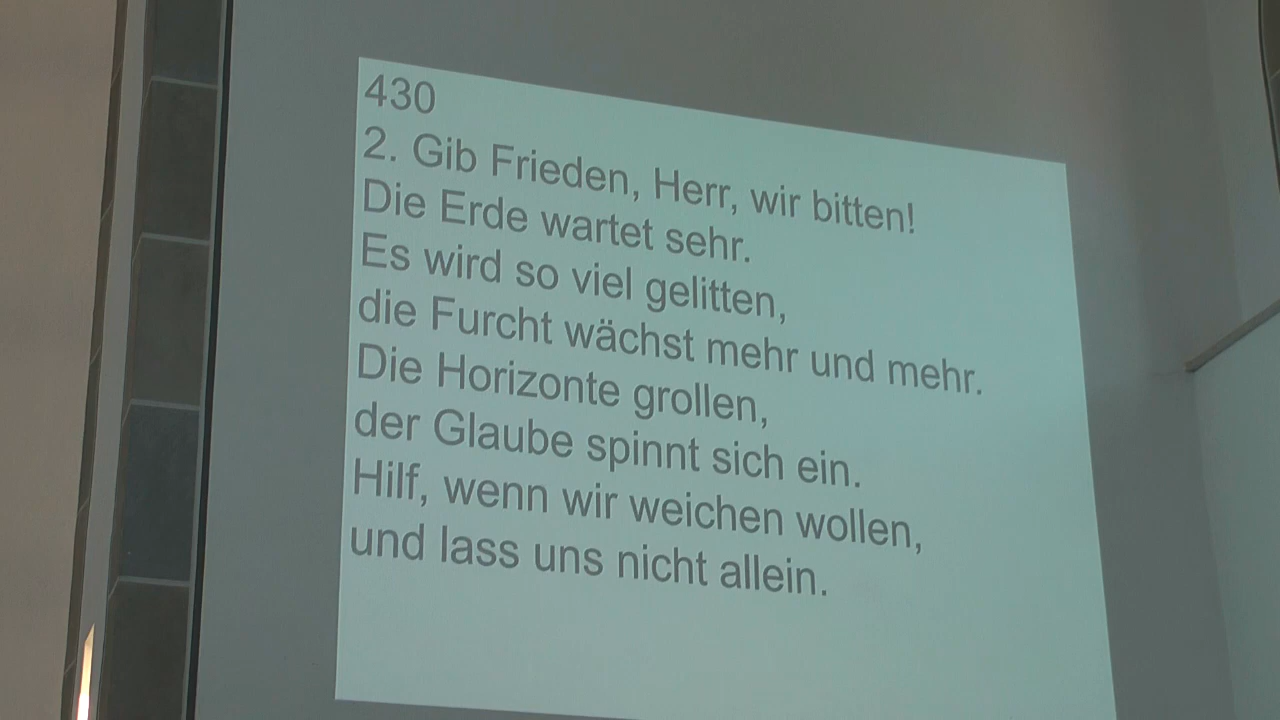 430
2. Gib Frieden, Herr, wir bitten!
Die Erde wartet sehr.
Es wird so viel gelitten,
die Furcht wächst mehr und mehr.
Die Horizonte grollen,
der Glaube spinnt sich ein.
Hilf, wenn wir weichen wollen,
und lass uns nicht allein.